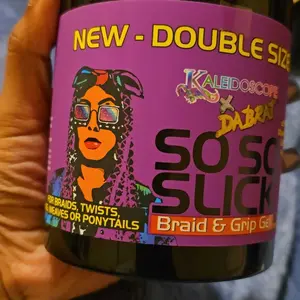 NEW - DOUBLE SIZE
KALEIDOSCOPE
X
DABRAT
SO SO
SLICK
Braid & Grip Gel
FOR BRAIDS, TWISTS,
WEAVES OR PONYTAILS